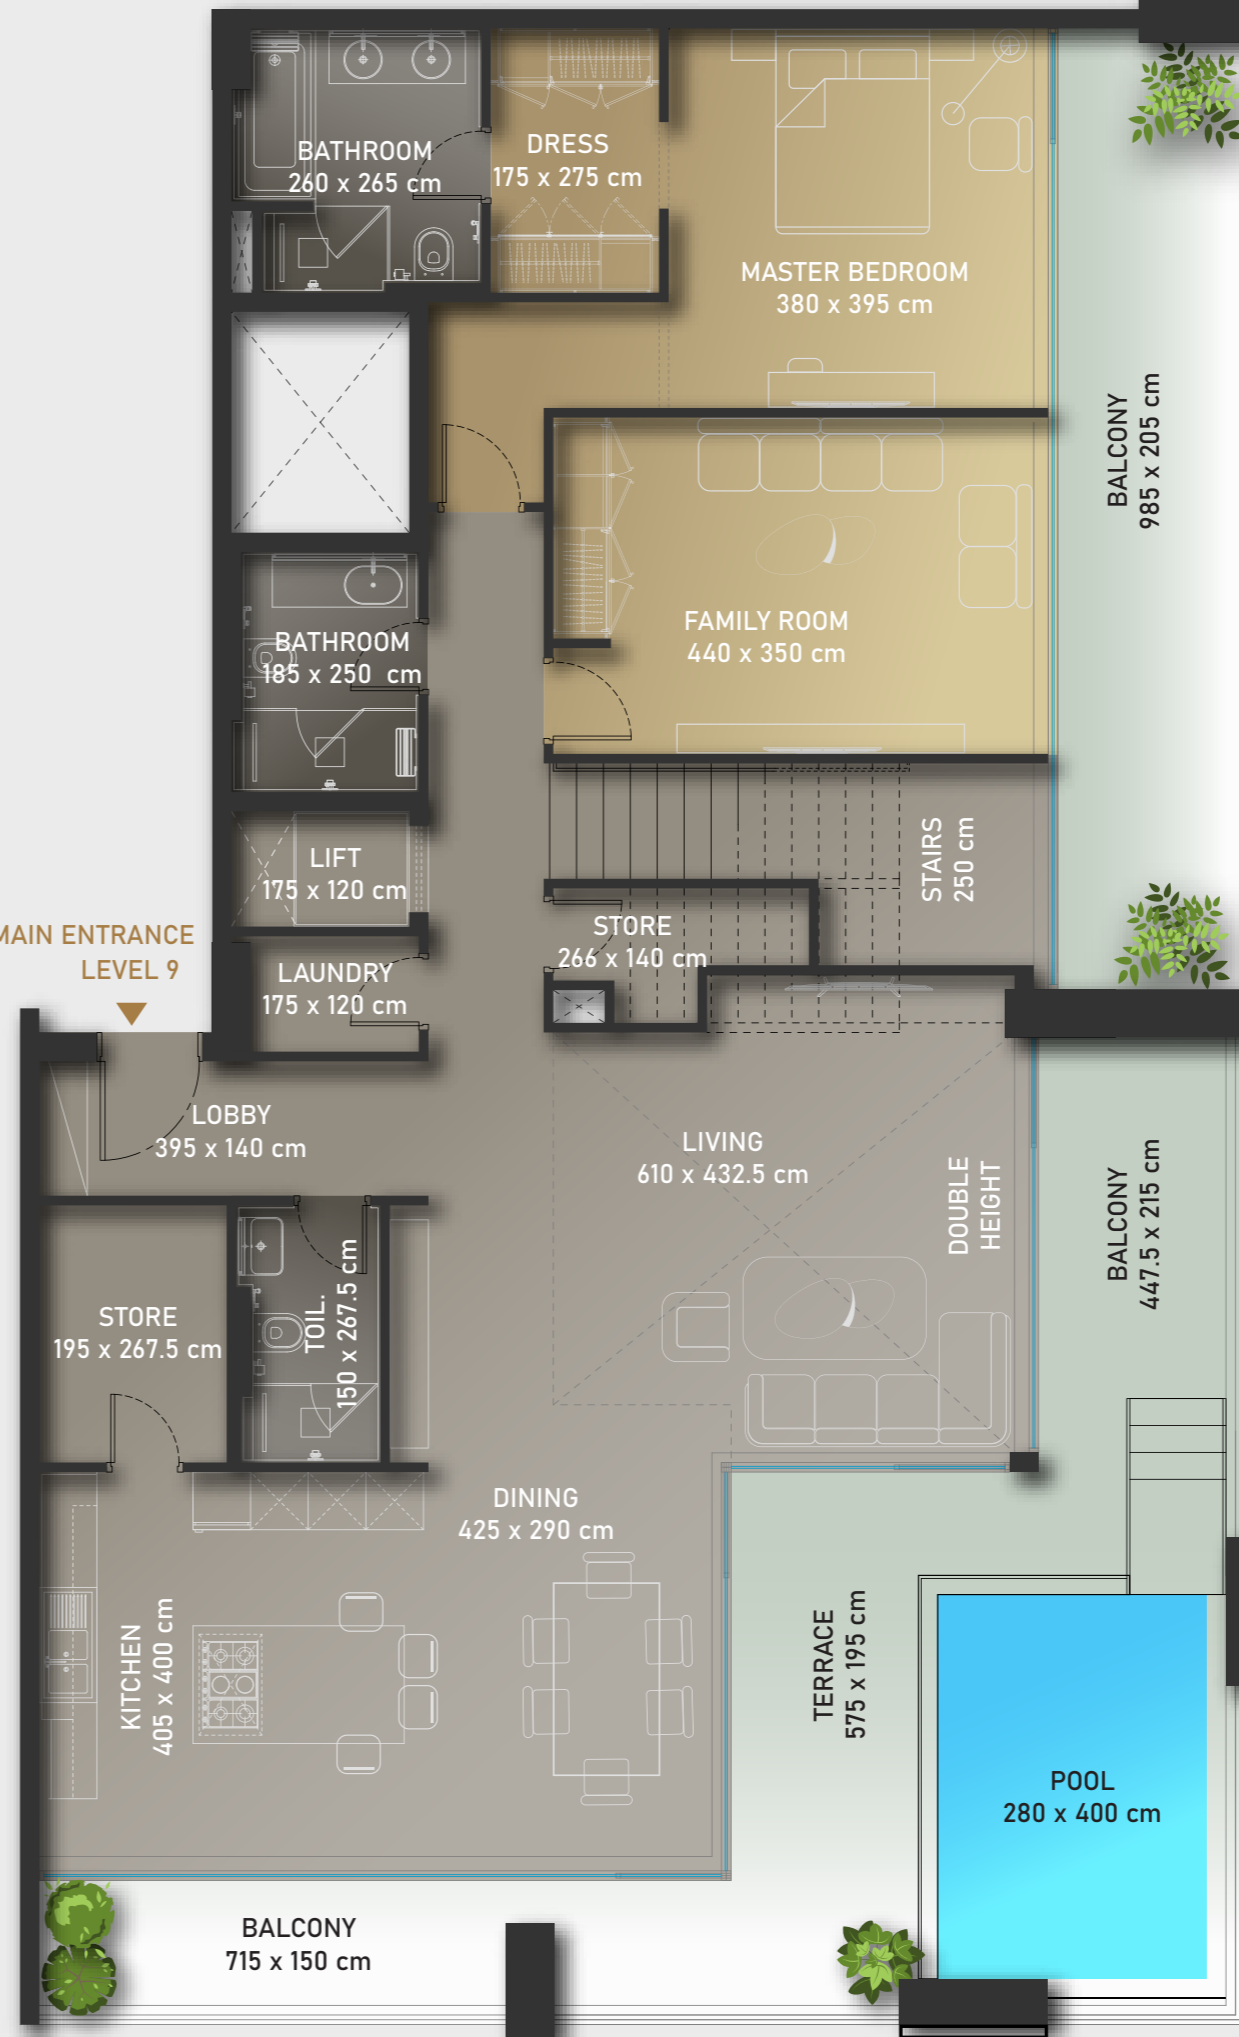 BATHROOM
260 x 265 cm
DRESS
175 x 275 cm
MASTER BEDROOM
380 x 395 cm
BALCONY
985 x 205 cm
FAMILY ROOM
440 x 350 cm
BATHROOM
185 x 250 cm
LIFT
175 x 120 cm
STAIRS
250 cm
STORE
266 x 140 cm
MAIN ENTRANCE
LEVEL 9
LAUNDRY
175 x 120 cm
LOBBY
395 x 140 cm
LIVING
610 x 432.5 cm
DOUBLE
HEIGHT
BALCONY
447.5 x 215 cm
STORE
195 x 267.5 cm
TOIL.
150 x 267.5 cm
DINING
425 x 290 cm
KITCHEN
405 x 400 cm
TERRACE
575 x 195 cm
POOL
280 x 400 cm
BALCONY
715 x 150 cm